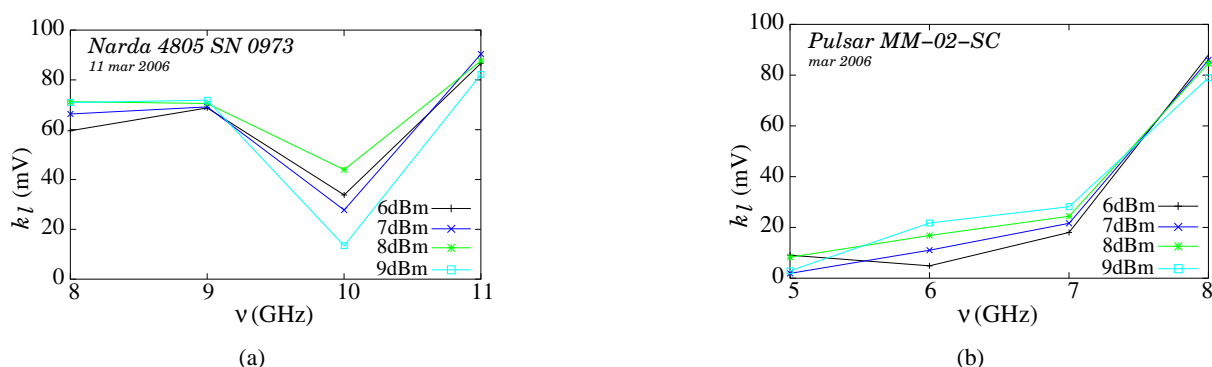 Narda 4805 SN 0973
11 mar 2006
100
80
60
40
20
0
k l (mV)
6dBm
7dBm
8dBm
9dBm
8 9 10 11
ν (GHz)
(a)
Pulsar MM−02−SC
mar 2006
100
80
60
40
20
0
k l (mV)
6dBm
7dBm
8dBm
9dBm
5 6 7 8
ν (GHz)
(b)